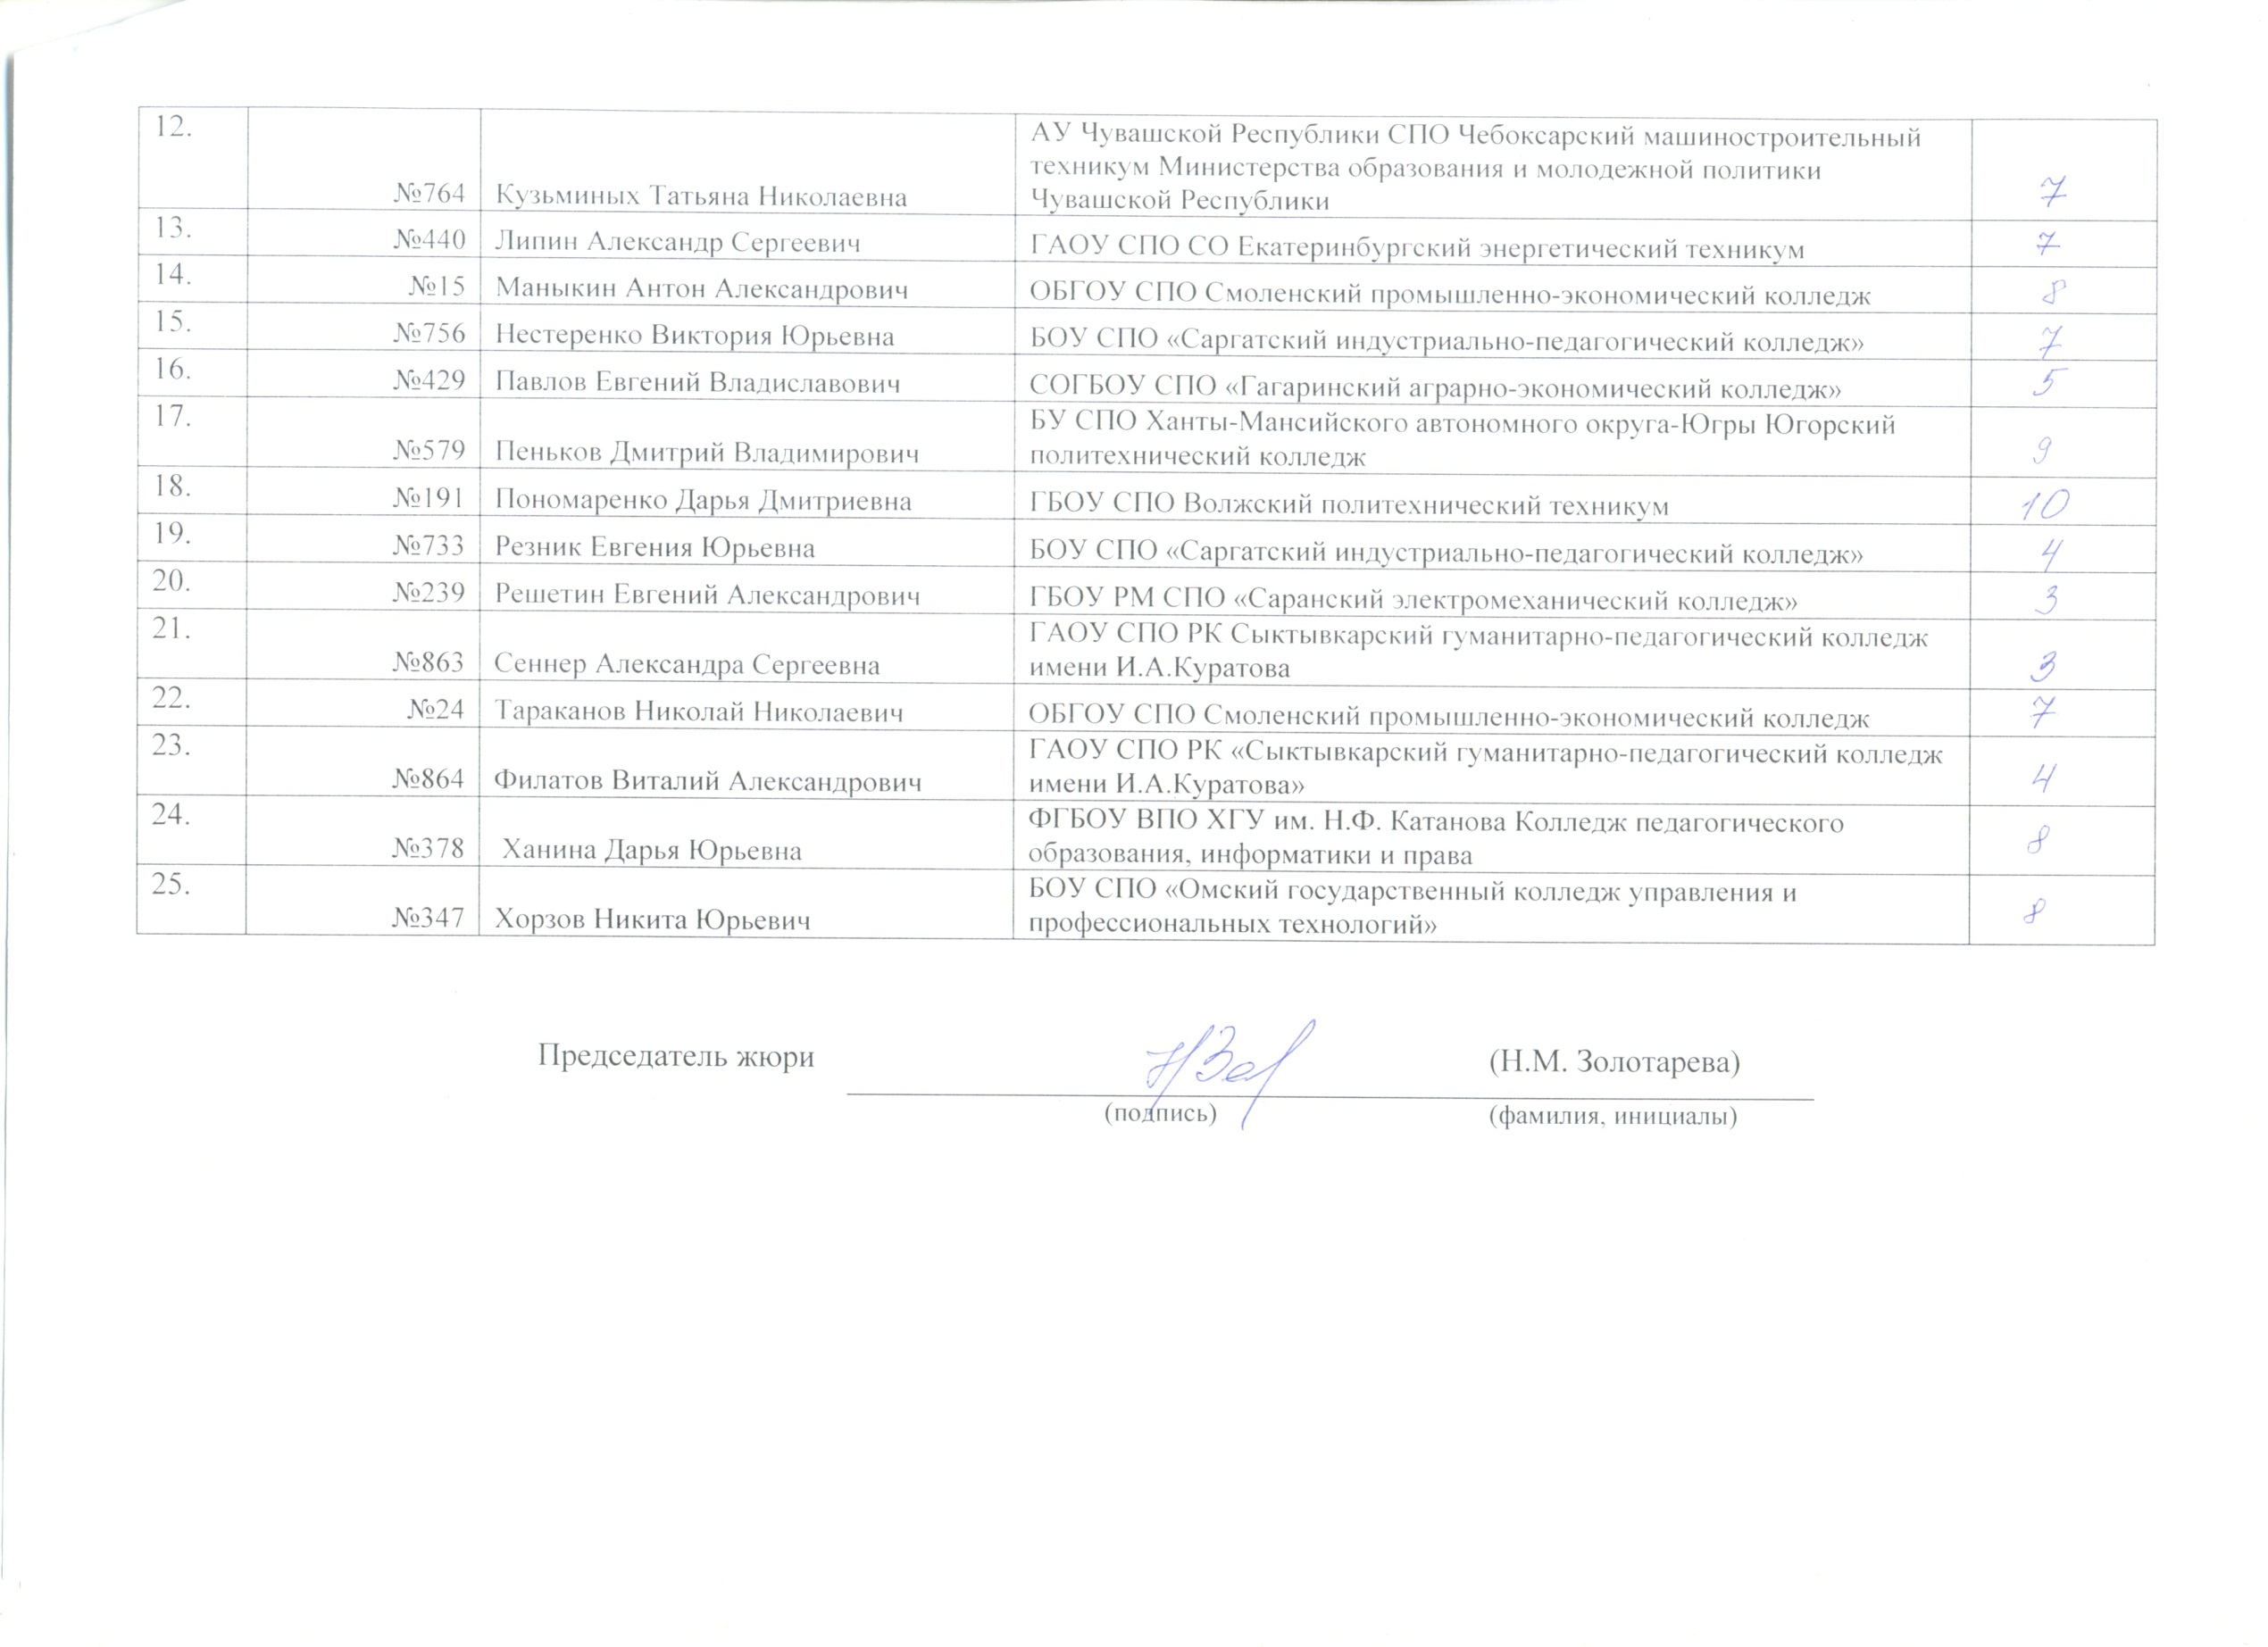 12. №764 Кузьминых Татьяна Николаевна АУ Чувашской Республики СПО Чебоксарский машиностроительный
техникум Министерства образования и молодежной политики
Чувашской Республики 7
13. №440 Липин Александр Сергеевич ГАОУ СПО СО Екатеринбургский энергетический техникум 7
14. №15 Маныкин Антон Александрович ОБГОУ СПО Смоленский промышленно-экономический колледж 8
15. №756 Нестеренко Виктория Юрьевна БОУ СПО «Саргатский индустриально-педагогический колледж» 7
16. №429 Павлов Евгений Владиславович СОГБОУ СПО «Гагаринский аграрно-экономический колледж» 5
17. №579 Пеньков Дмитрий Владимирович БУ СПО Ханты-Мансийского автономного округа-Югры Югорский
политехнический колледж 9
18. №191 Пономаренко Дарья Дмитриевна ГБОУ СПО Волжский политехнический техникум 10
19. №733 Резник Евгения Юрьевна БОУ СПО «Саргатский индустриально-педагогический колледж» 4
20. №239 Решетин Евгений Александрович ГБОУ РМ СПО «Саранский электромеханический колледж» 3
21. №863 Сеннер Александра Сергеевна ГАОУ СПО РК Сыктывкарский гуманитарно-педагогический колледж
имени И.А.Куратова 3
22. №24 Тараканов Николай Николаевич ОБГОУ СПО Смоленский промышленно-экономический колледж 7
23. №864 Филатов Виталий Александрович ГАОУ СПО РК «Сыктывкарский гуманитарно-педагогический колледж
имени И.А.Куратова» 4
24. №378 Ханина Дарья Юрьевна ФГБОУ ВПО ХГУ им. Н.Ф. Катанова Колледж педагогического
образования, информатики и права 8
25. №347 Хорзов Никита Юрьевич БОУ СПО «Омский государственный колледж управления и
профессиональных технологий» 8
Председатель жюри (Н.М. Золотарева)
(подпись) (фамилия, инициалы)